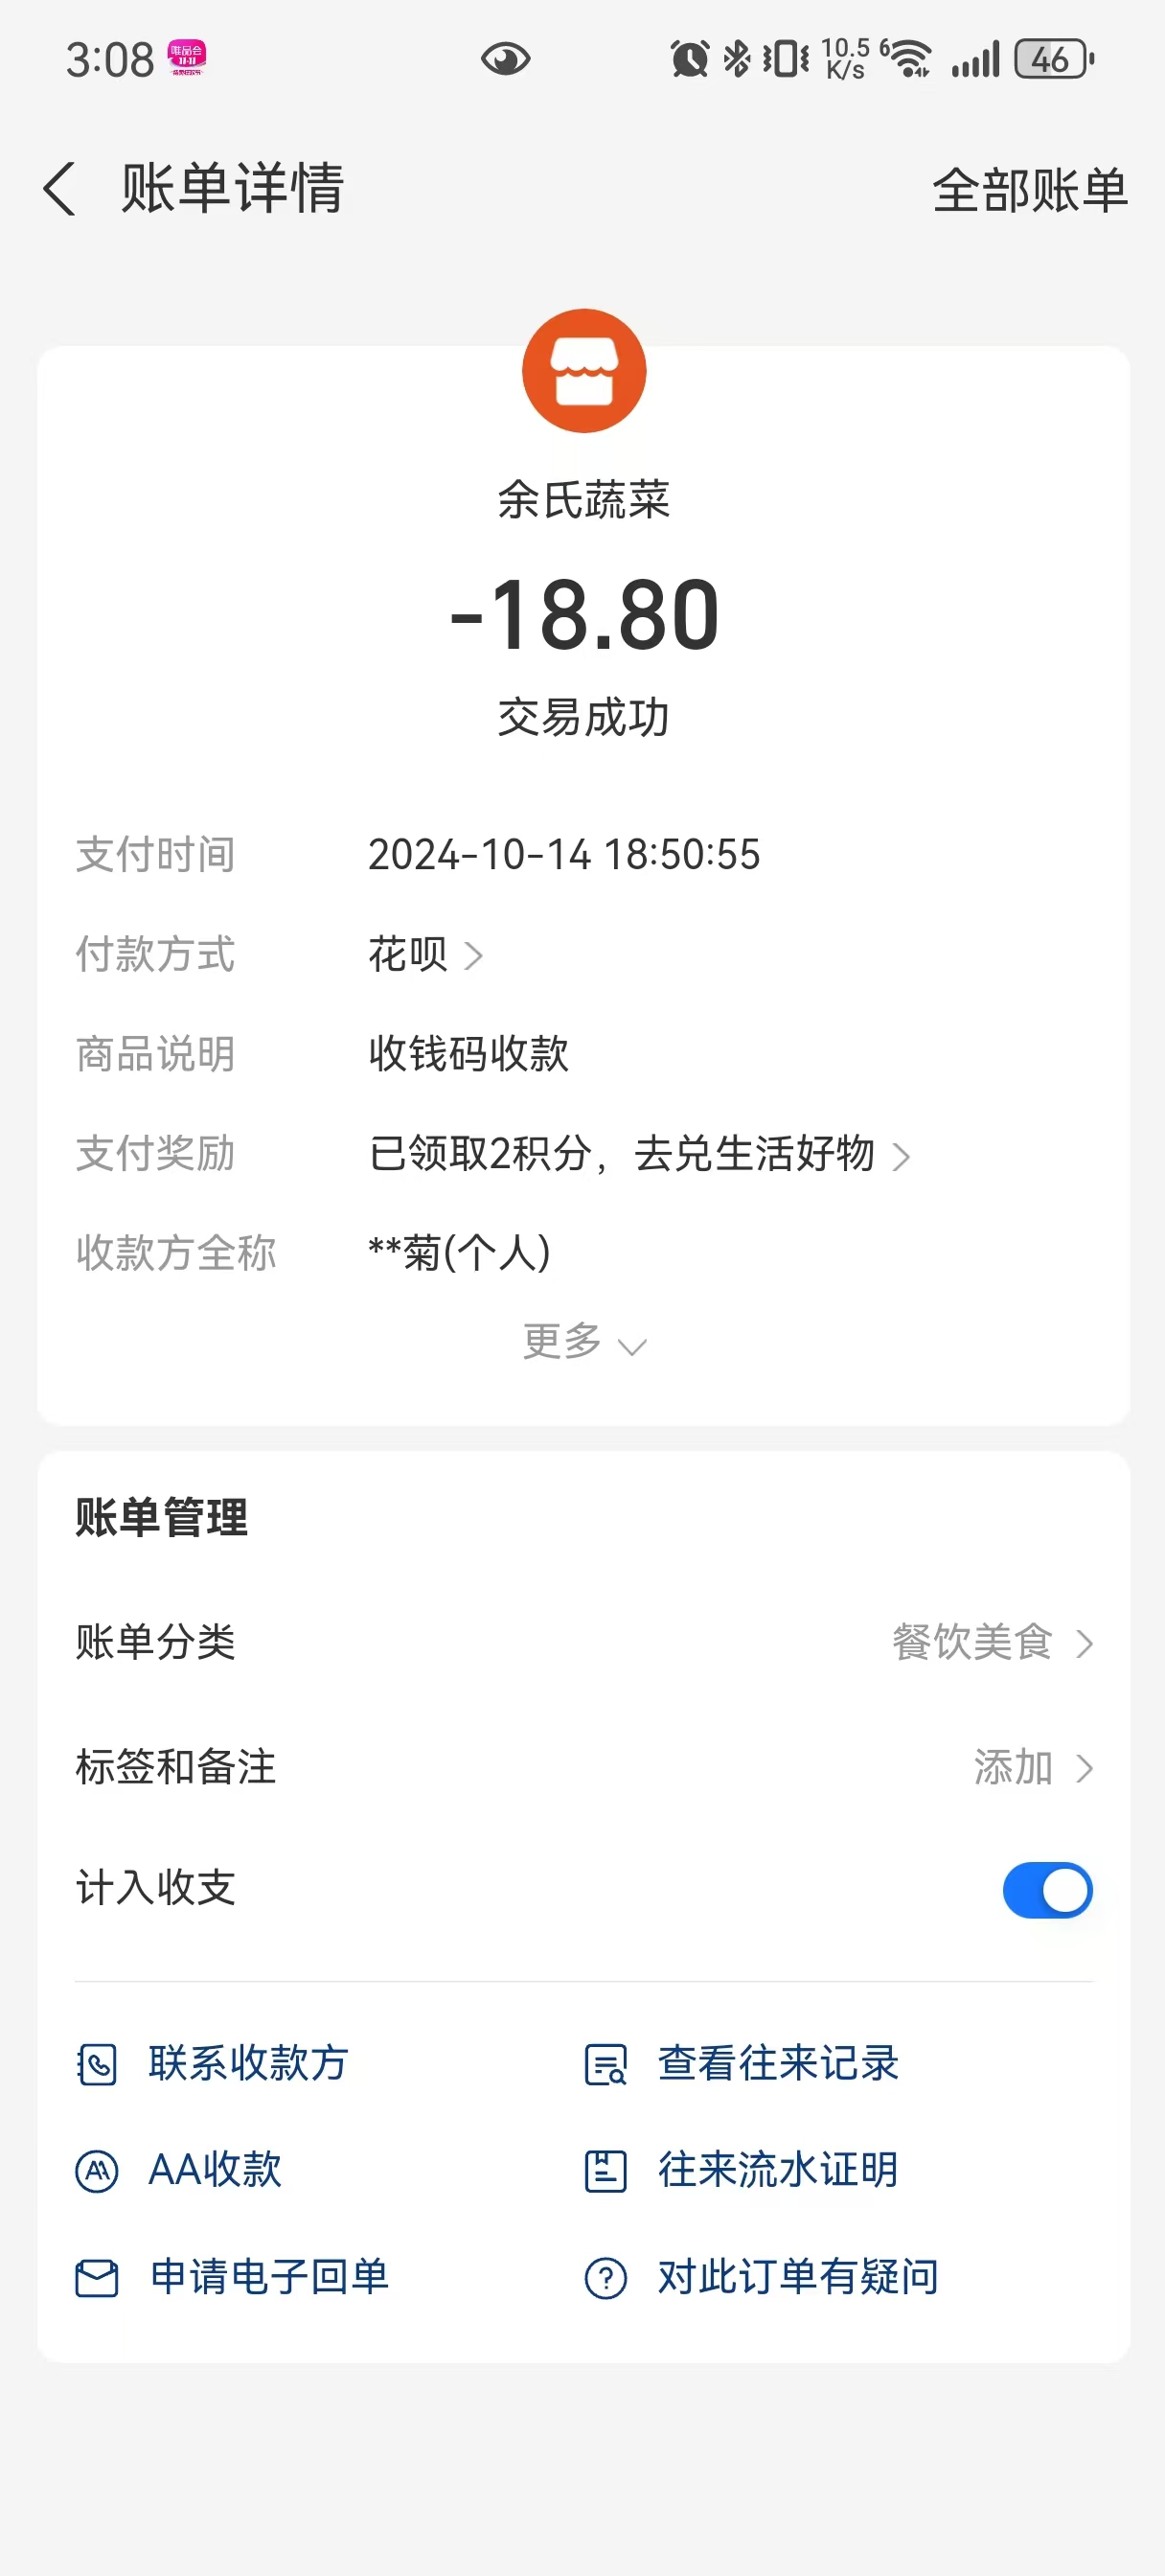 3:08 唯品会 10.5 K/s 6 46
账单详情 全部账单
余氏蔬菜
-18.80
交易成功
支付时间 2024-10-14 18:50:55
付款方式 花呗
商品说明 收钱码收款
支付奖励 已领取2积分，去兑生活好物
收款方全称 **菊(个人)
更多
账单管理
账单分类 餐饮美食
标签和备注 添加
计入收支
联系收款方 查看往来记录
AA收款 往来流水证明
申请电子回单 对此订单有疑问